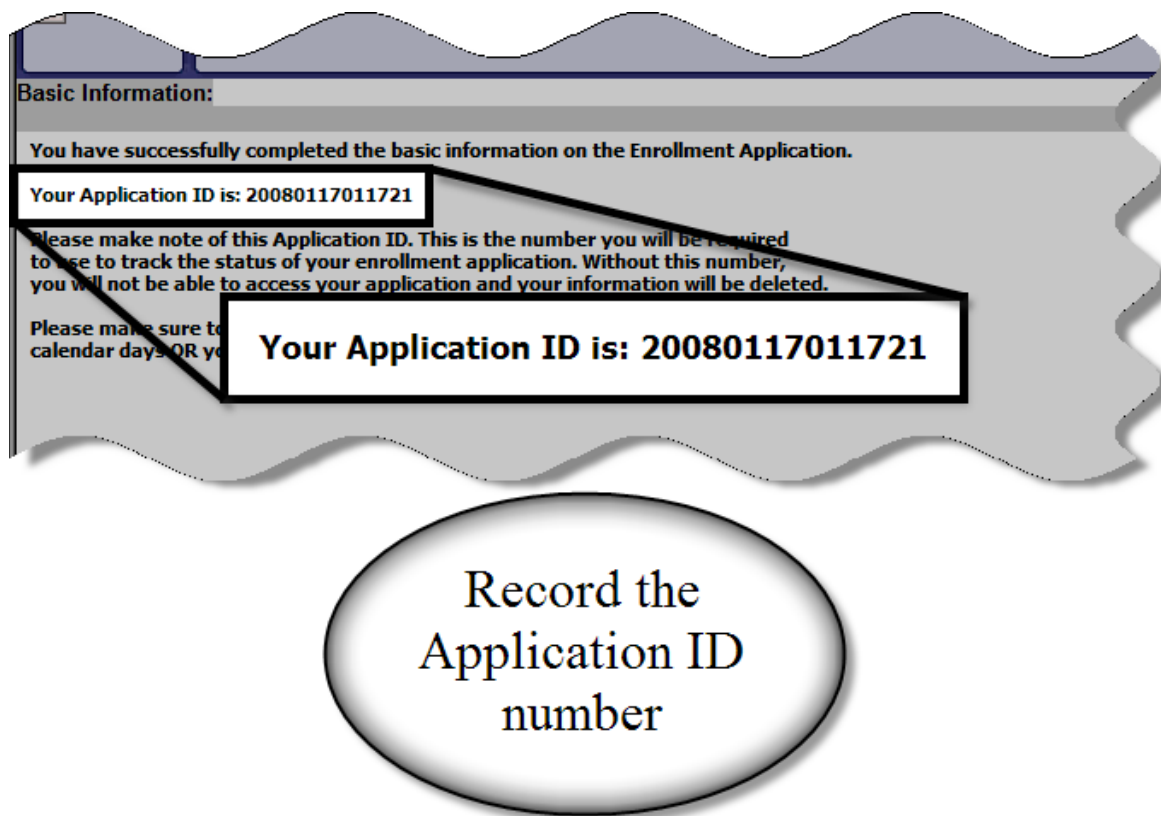 Basic Information:
You have successfully completed the basic information on the Enrollment Application.
Your Application ID is: 20080117011721
Please make note of this Application ID. This is the number you will be required
to use to track the status of your enrollment application. Without this number,
you will not be able to access your application and your information will be deleted.
Please make sure to
calendar days OR
Your Application ID is: 20080117011721
Record the
Application ID
number